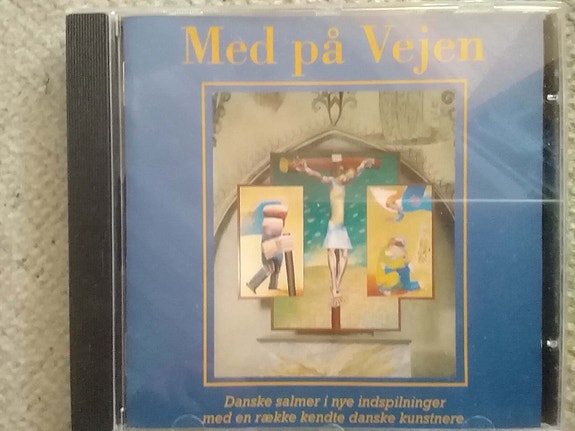 Med på Vejen
Danske salmer i nye indspilninger
med en række kendte danske kunstnere